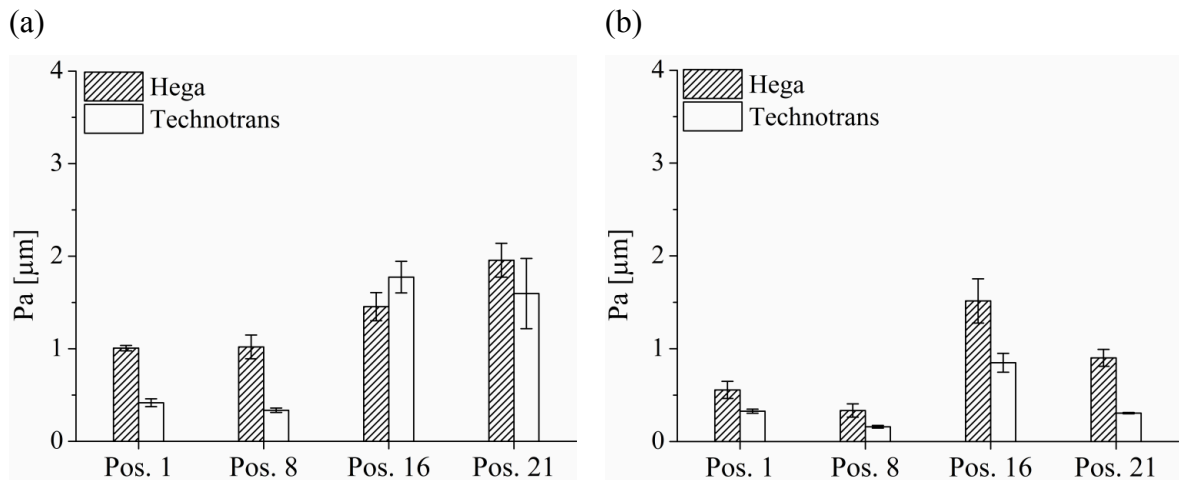 (a)
Hega
Technotrans
4
3
2
1
0
Pa [μm]
Pos. 1 Pos. 8 Pos. 16 Pos. 21
(b)
Hega
Technotrans
4
3
2
1
0
Pa [μm]
Pos. 1 Pos. 8 Pos. 16 Pos. 21